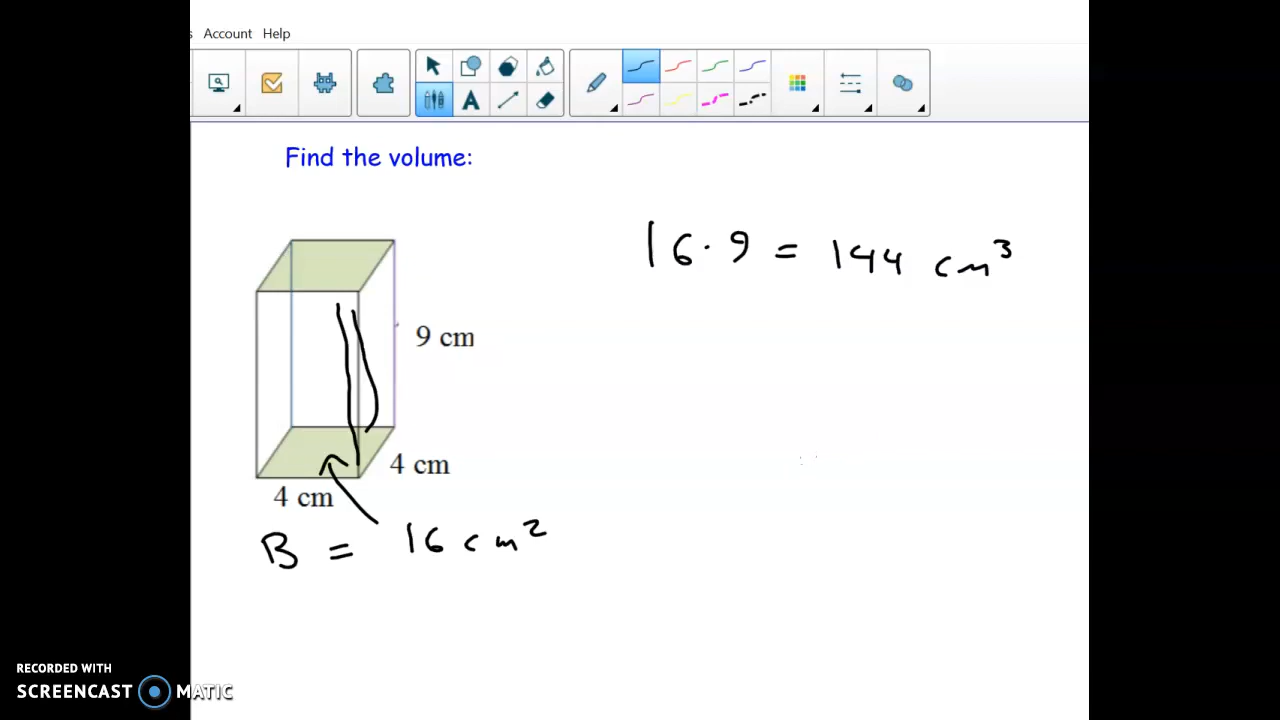 Account Help
Find the volume:
16 · 9 = 144 cm³
9 cm
4 cm
4 cm
B = 16 cm²
RECORDED WITH
SCREENCAST MATIC